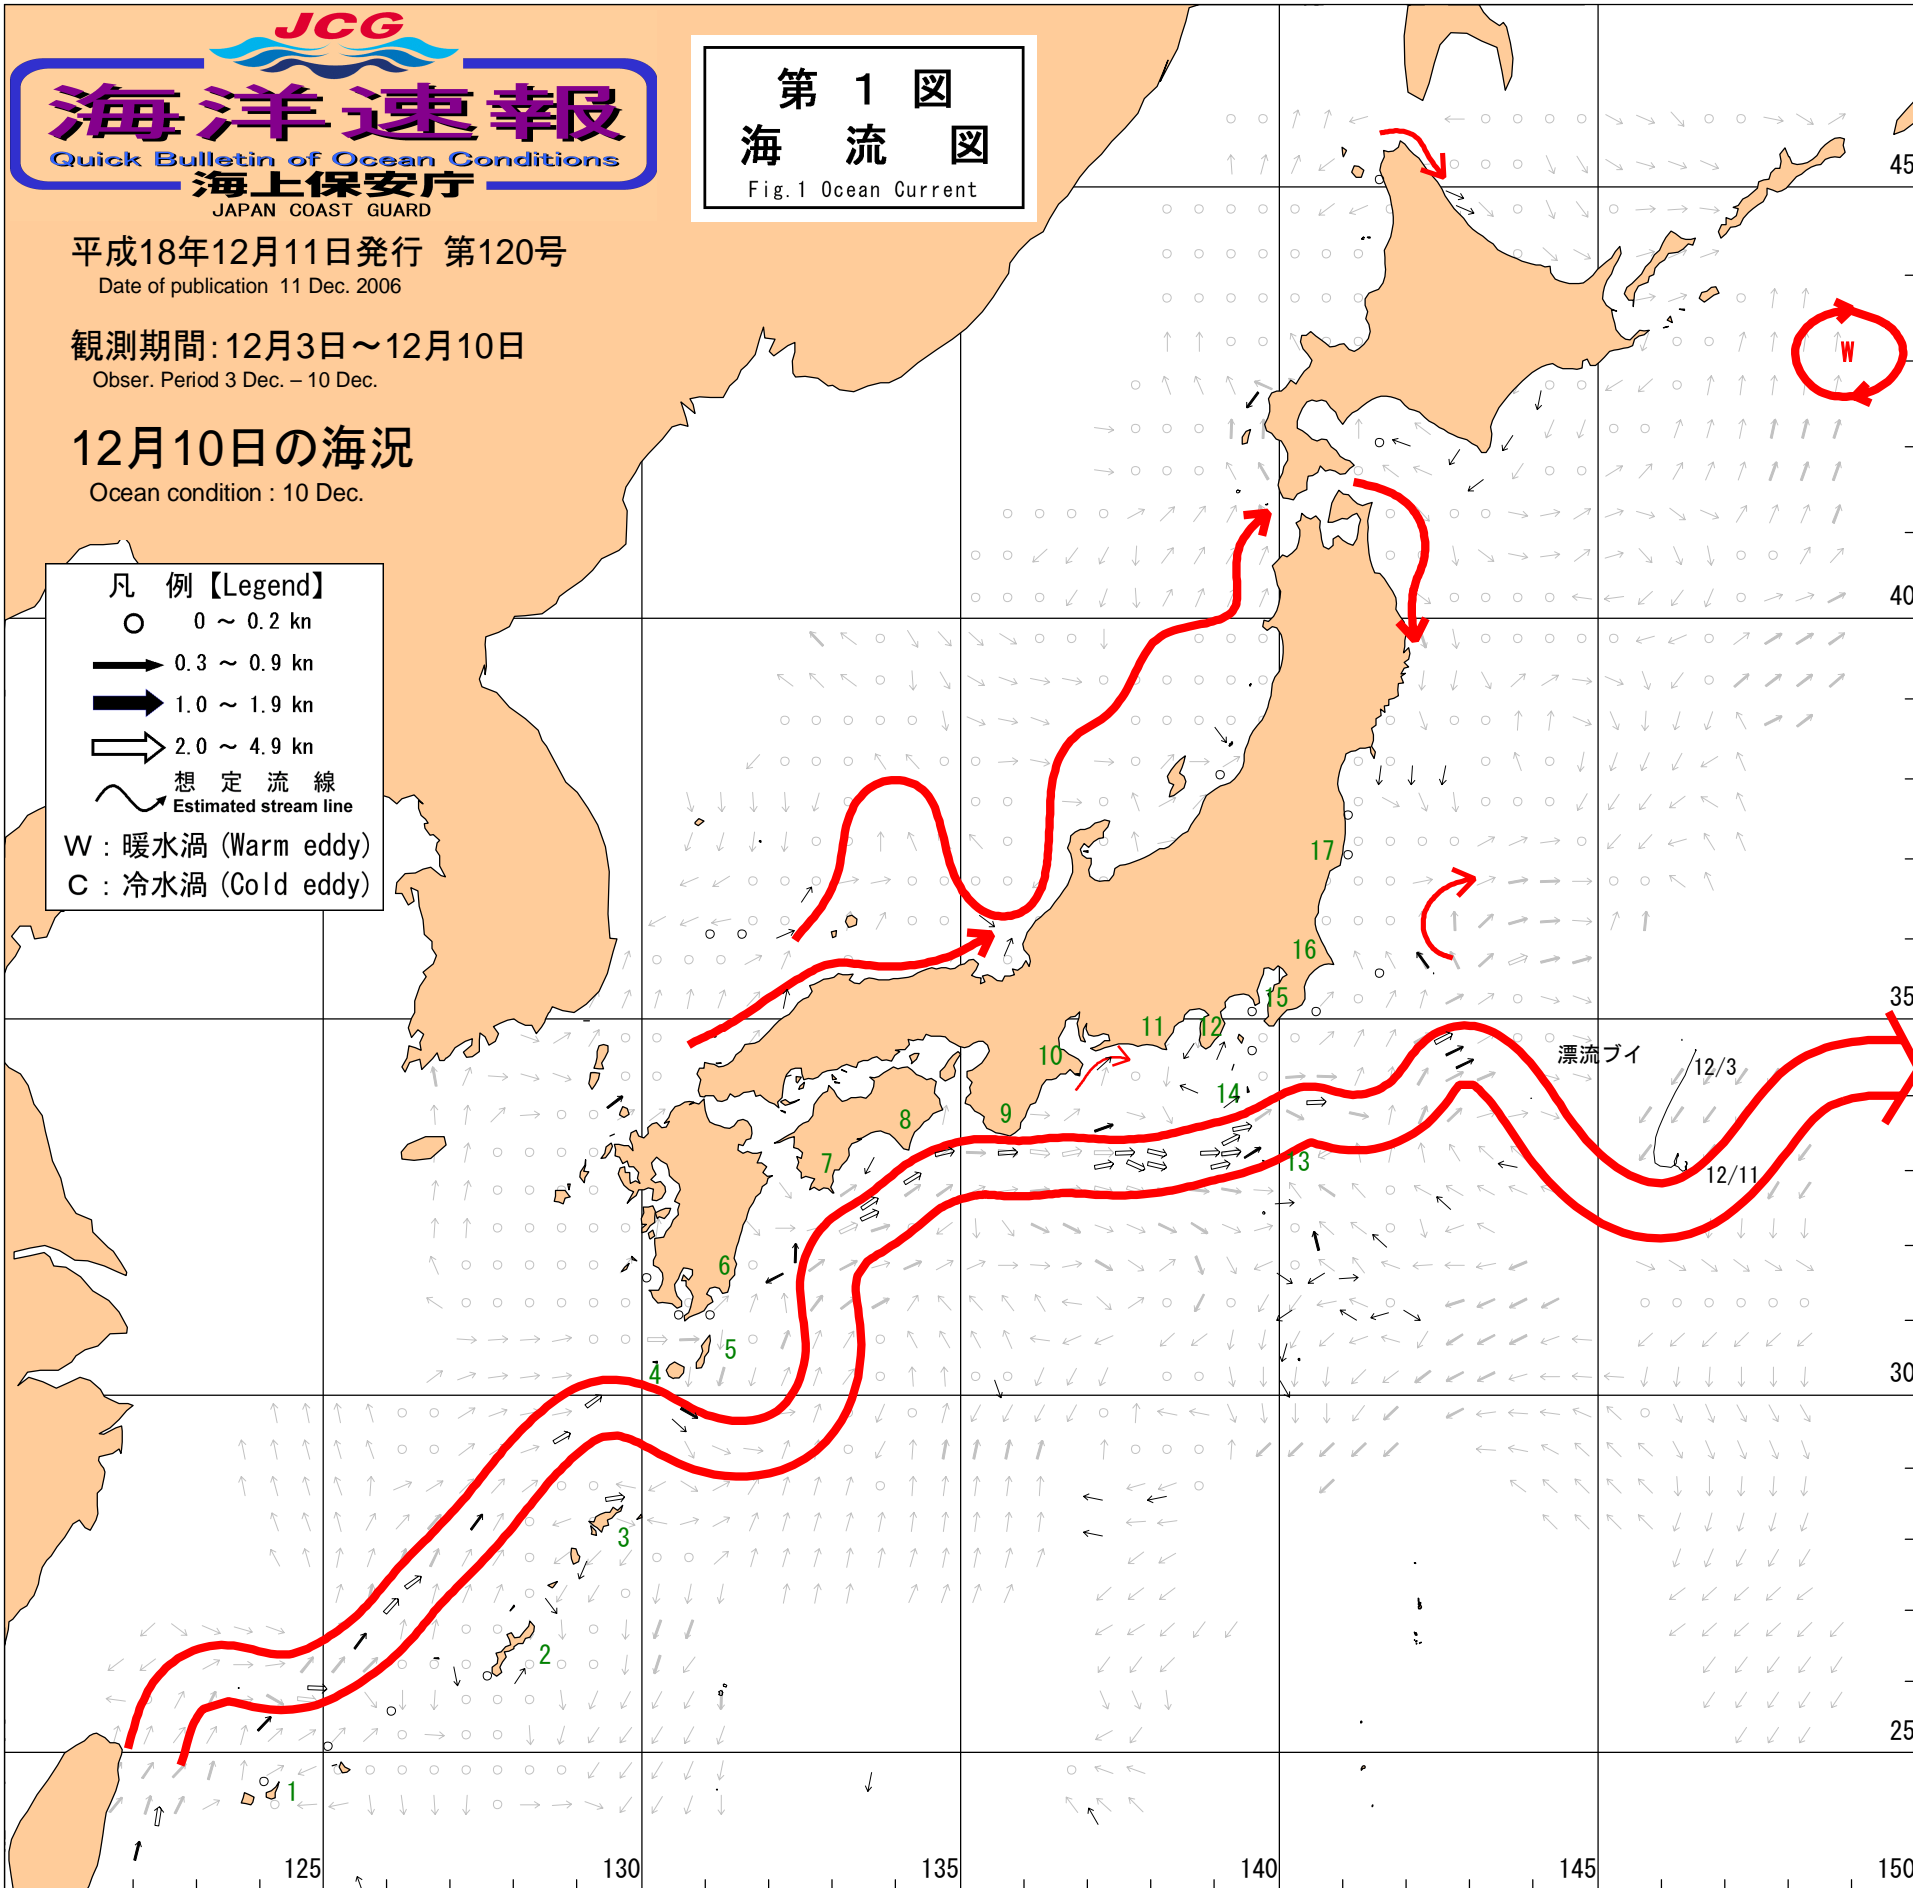 JCG
海洋速報
Quick Bulletin of Ocean Conditions
海上保安庁
JAPAN COAST GUARD
平成18年12月11日発行 第120号
Date of publication 11 Dec. 2006
観測期間:12月3日～12月10日
Obser. Period 3 Dec. – 10 Dec.
12月10日の海況
Ocean condition : 10 Dec.
第 1 図
海 流 図
Fig.1 Ocean Current
凡 例【Legend】
0 ～ 0.2 kn
0.3 ～ 0.9 kn
1.0 ～ 1.9 kn
2.0 ～ 4.9 kn
想 定 流 線
Estimated stream line
W : 暖水渦 (Warm eddy)
C : 冷水渦 (Cold eddy)
45
W
40
17
16
35
15
12
11
10
漂流ブイ
12/3
14
9
8
7
13
12/11
6
5
4
30
3
2
25
1
125
130
135
140
145
150